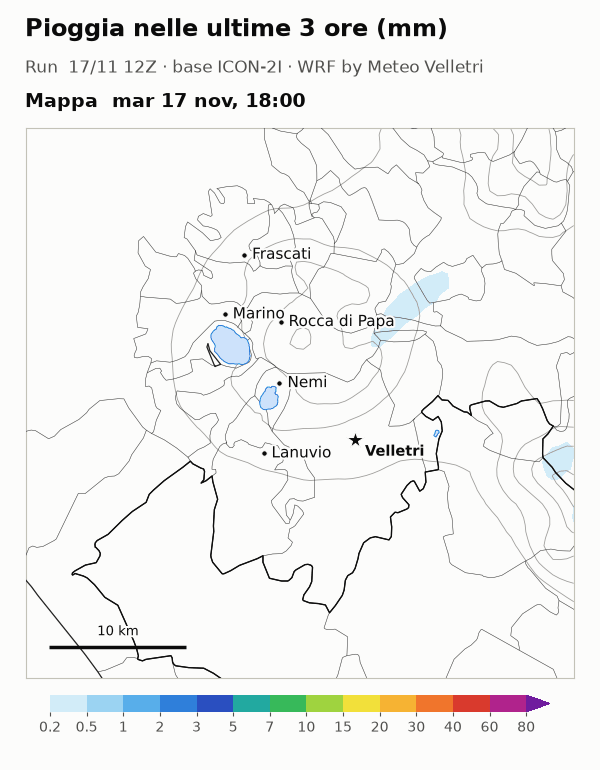 Pioggia nelle ultime 3 ore (mm)
Run  17/11 12Z · base ICON-2I · WRF by Meteo Velletri
Mappa  mar 17 nov, 18:00
Frascati
Marino
Rocca di Papa
Nemi
Velletri
Lanuvio
10 km
0.2 0.5 1 2 3 5 7 10 15 20 30 40 60 80